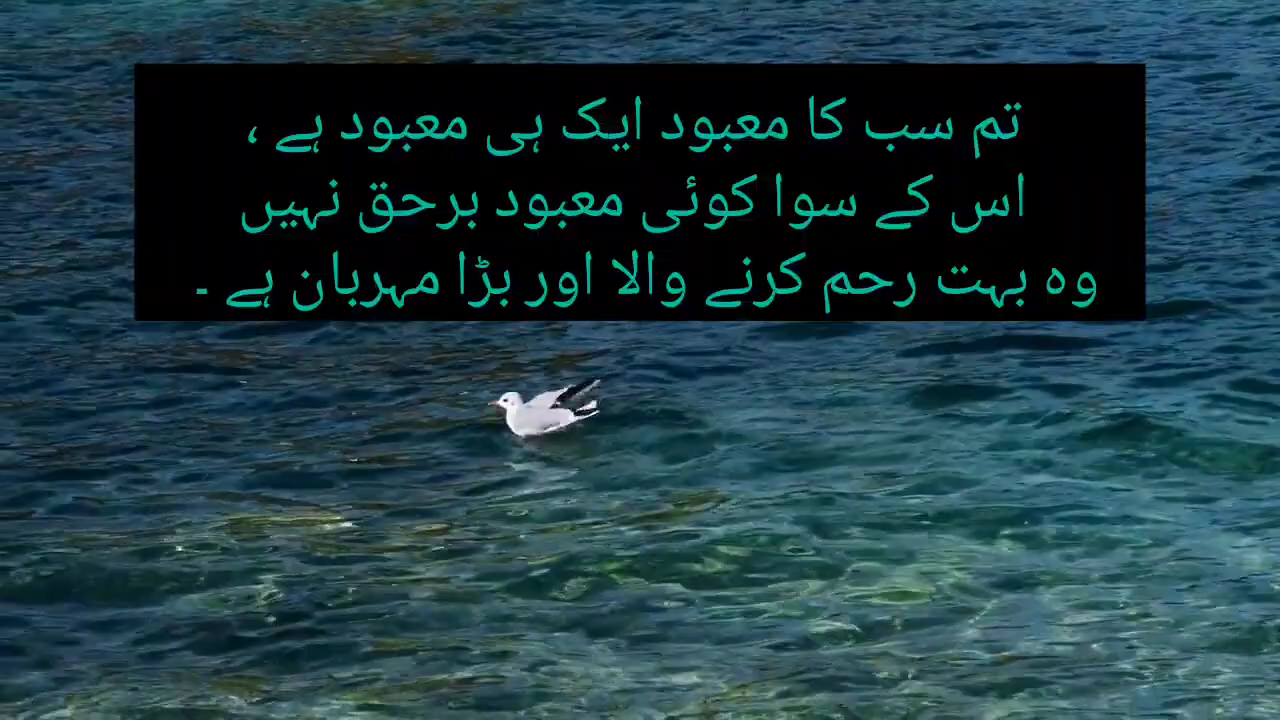 تم سب کا معبود ایک ہی معبود ہے ،
اس کے سوا کوئی معبود برحق نہیں
وہ بہت رحم کرنے والا اور بڑا مہربان ہے ۔